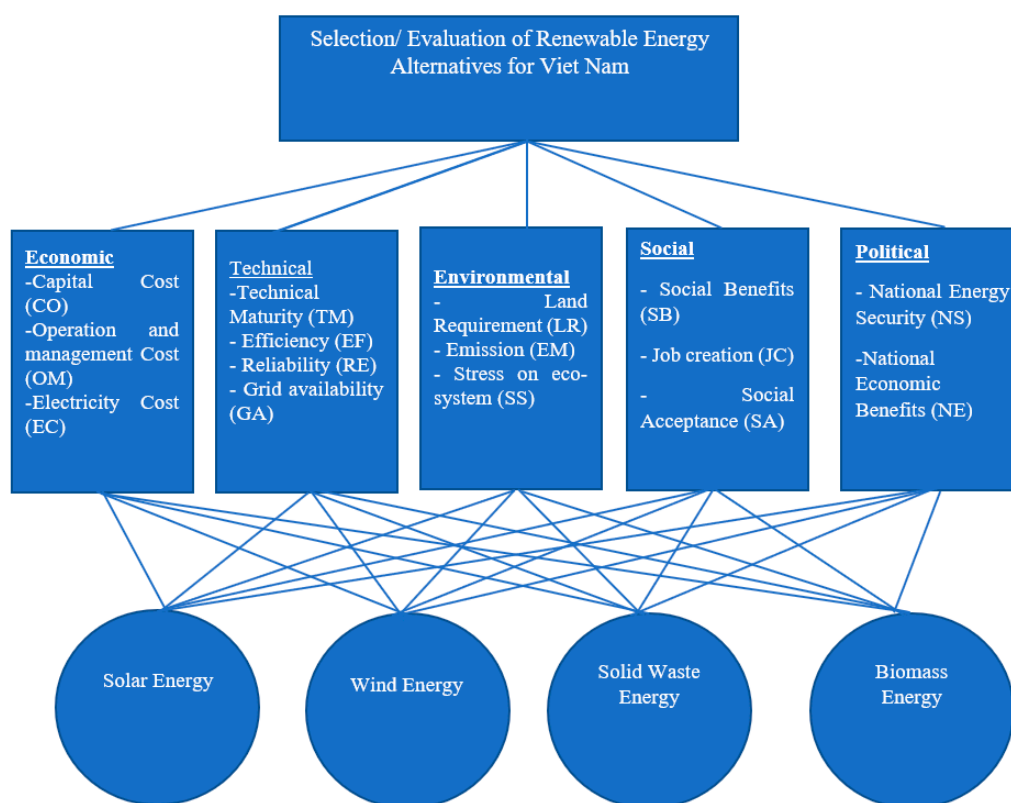 Selection/ Evaluation of Renewable Energy
Alternatives for Viet Nam
Economic
-Capital Cost
(CO)
-Operation and
management Cost
(OM)
-Electricity Cost
(EC)
Technical
-Technical
Maturity (TM)
- Efficiency (EF)
- Reliability (RE)
- Grid availability
(GA)
Environmental
- Land
Requirement (LR)
- Emission (EM)
- Stress on eco-
system (SS)
Social
- Social Benefits
(SB)
- Job creation (JC)
- Social
Acceptance (SA)
Political
- National Energy
Security (NS)
-National
Economic
Benefits (NE)
Solar Energy
Wind Energy
Solid Waste
Energy
Biomass
Energy